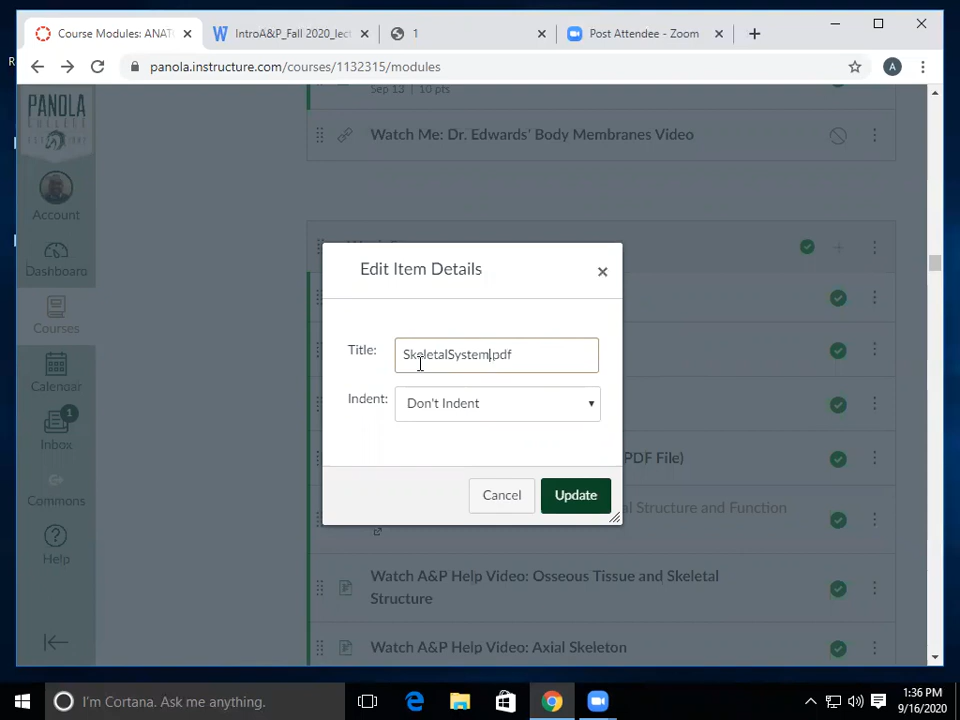 Course Modules: ANAT
IntroA&P_Fall 2020_lect
1
Post Attendee - Zoom
panola.instructure.com/courses/1132315/modules
A
PANOLA
COLLEGE
Sep 13 | 10 pts
Watch Me: Dr. Edwards' Body Membranes Video
Account
Dashboard
Courses
Calendar
1
Inbox
Commons
Help
Edit Item Details
Title:
SkeletalSystem.pdf
Indent:
Don't Indent
Cancel
Update
PDF File)
al Structure and Function
Watch A&P Help Video: Osseous Tissue and Skeletal
Structure
Watch A&P Help Video: Axial Skeleton
I'm Cortana. Ask me anything.
1:36 PM
9/16/2020